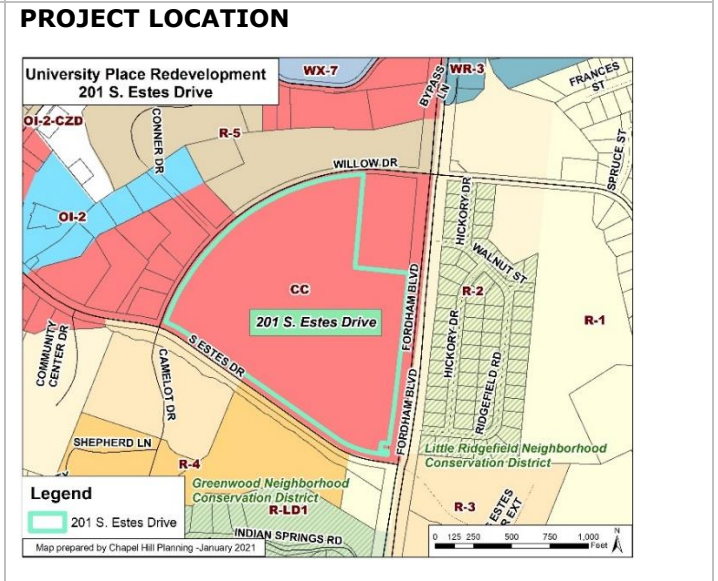 PROJECT LOCATION
University Place Redevelopment
201 S. Estes Drive
WX-7
BYPASS
LN
WR-3
FRANCES
ST
SPRUCE ST
OI-2-CZD
CONNER DR
R-5
WILLOW DR
OI-2
HICKORY DR
WALNUT ST
CC
201 S. Estes Drive
FORDHAM BLVD
R-2
R-1
HICKORY DR
RIDGEFIELD RD
S ESTES DR
COMMUNITY
CENTER DR
CAMELOT DR
FORDHAM BLVD
SHEPHERD LN
R-4
Little Ridgefield Neighborhood
Conservation District
Greenwood Neighborhood
Conservation District
R-LD1
R-3
INDIAN SPRINGS RD
Legend
201 S. Estes Drive
Map prepared by Chapel Hill Planning -January 2021
0 125 250 500 750 1,000
Feet
N